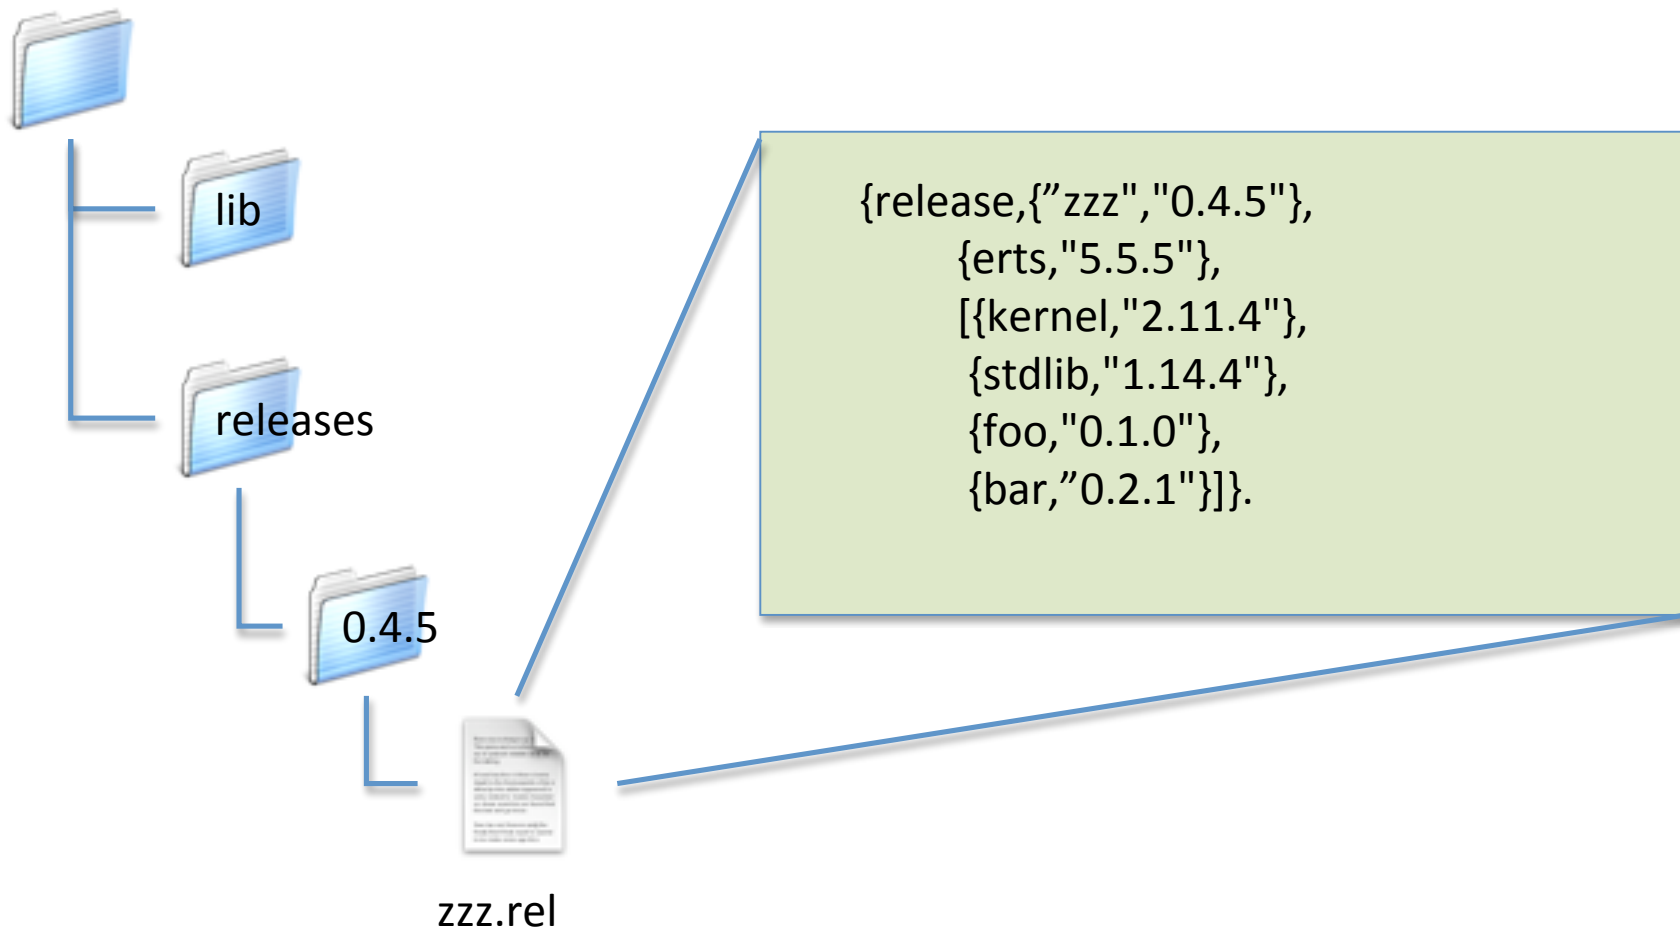 lib
releases
0.4.5
zzz.rel
{release,{”zzz","0.4.5"},
{erts,"5.5.5"},
[{kernel,"2.11.4"},
{stdlib,"1.14.4"},
{foo,"0.1.0"},
{bar,”0.2.1"}]}.